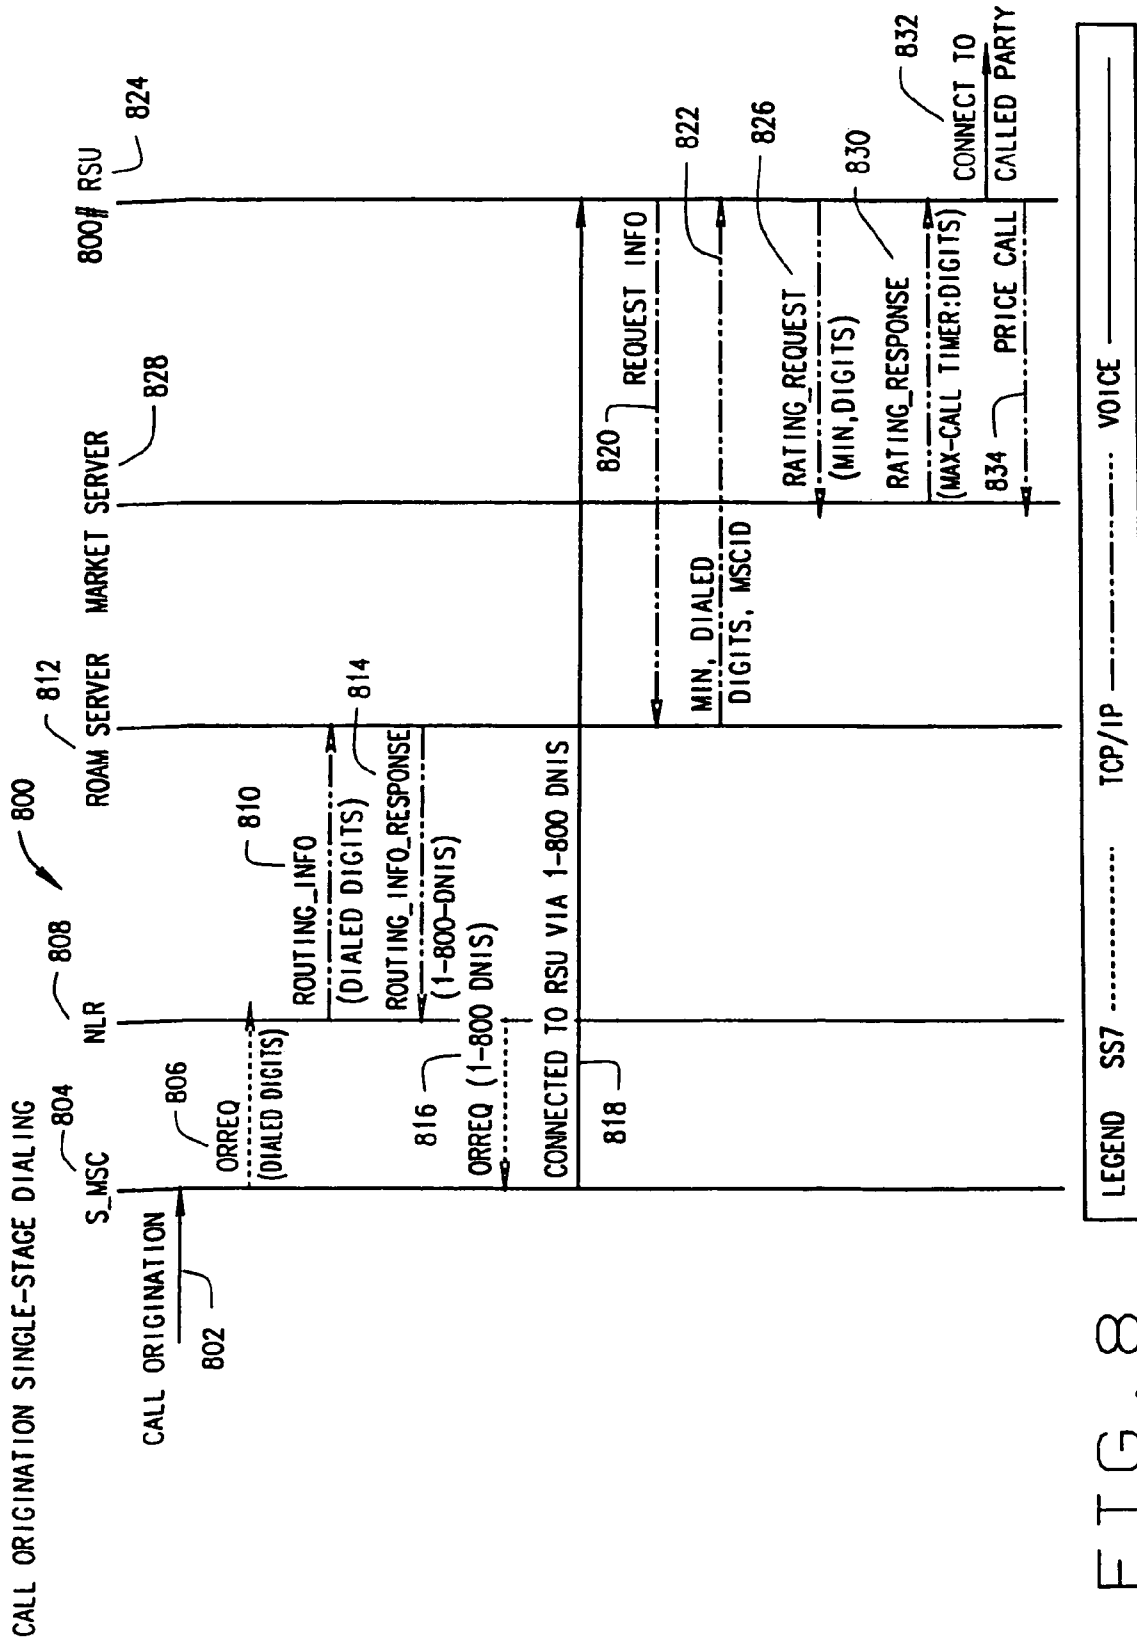 CALL ORIGINATION SINGLE-STAGE DIALING
800
804
808
812
828
824
S_MSC
NLR
ROAM SERVER
MARKET SERVER
800# RSU
CALL ORIGINATION
802
806
ORREQ
(DIALED DIGITS)
810
ROUTING_INFO
(DIALED DIGITS)
814
ROUTING_INFO_RESPONSE
(1-800-DNIS)
816
ORREQ (1-800 DNIS)
CONNECTED TO RSU VIA 1-800 DNIS
818
820
REQUEST INFO
822
MIN, DIALED
DIGITS, MSCID
826
RATING_REQUEST
(MIN,DIGITS)
830
RATING_RESPONSE
(MAX-CALL TIMER:DIGITS)
832
CONNECT TO
CALLED PARTY
834
PRICE CALL
LEGEND SS7 TCP/IP VOICE
FIG. 8